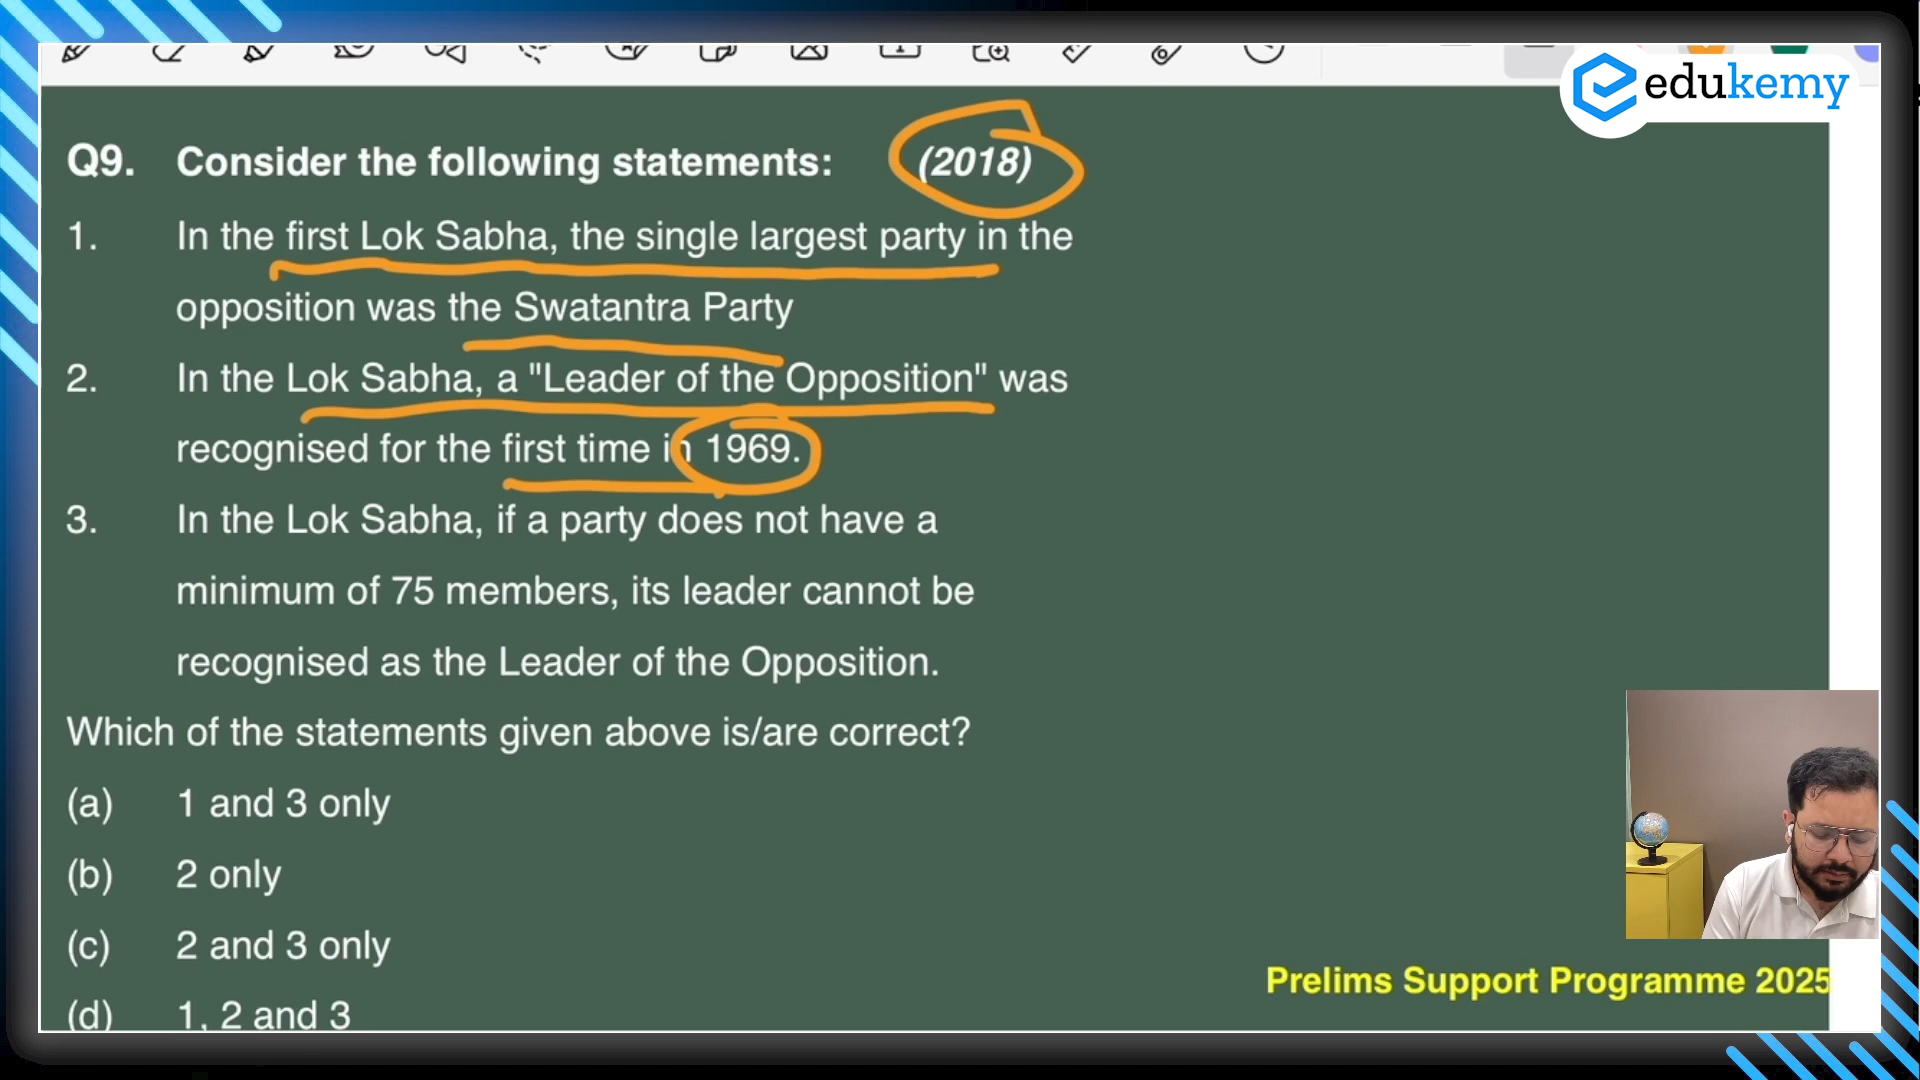 edukemy
Q9. Consider the following statements: (2018)
1. In the first Lok Sabha, the single largest party in the
opposition was the Swatantra Party
2. In the Lok Sabha, a "Leader of the Opposition" was
recognised for the first time in 1969.
3. In the Lok Sabha, if a party does not have a
minimum of 75 members, its leader cannot be
recognised as the Leader of the Opposition.
Which of the statements given above is/are correct?
(a) 1 and 3 only
(b) 2 only
(c) 2 and 3 only
(d) 1, 2 and 3
Prelims Support Programme 2025